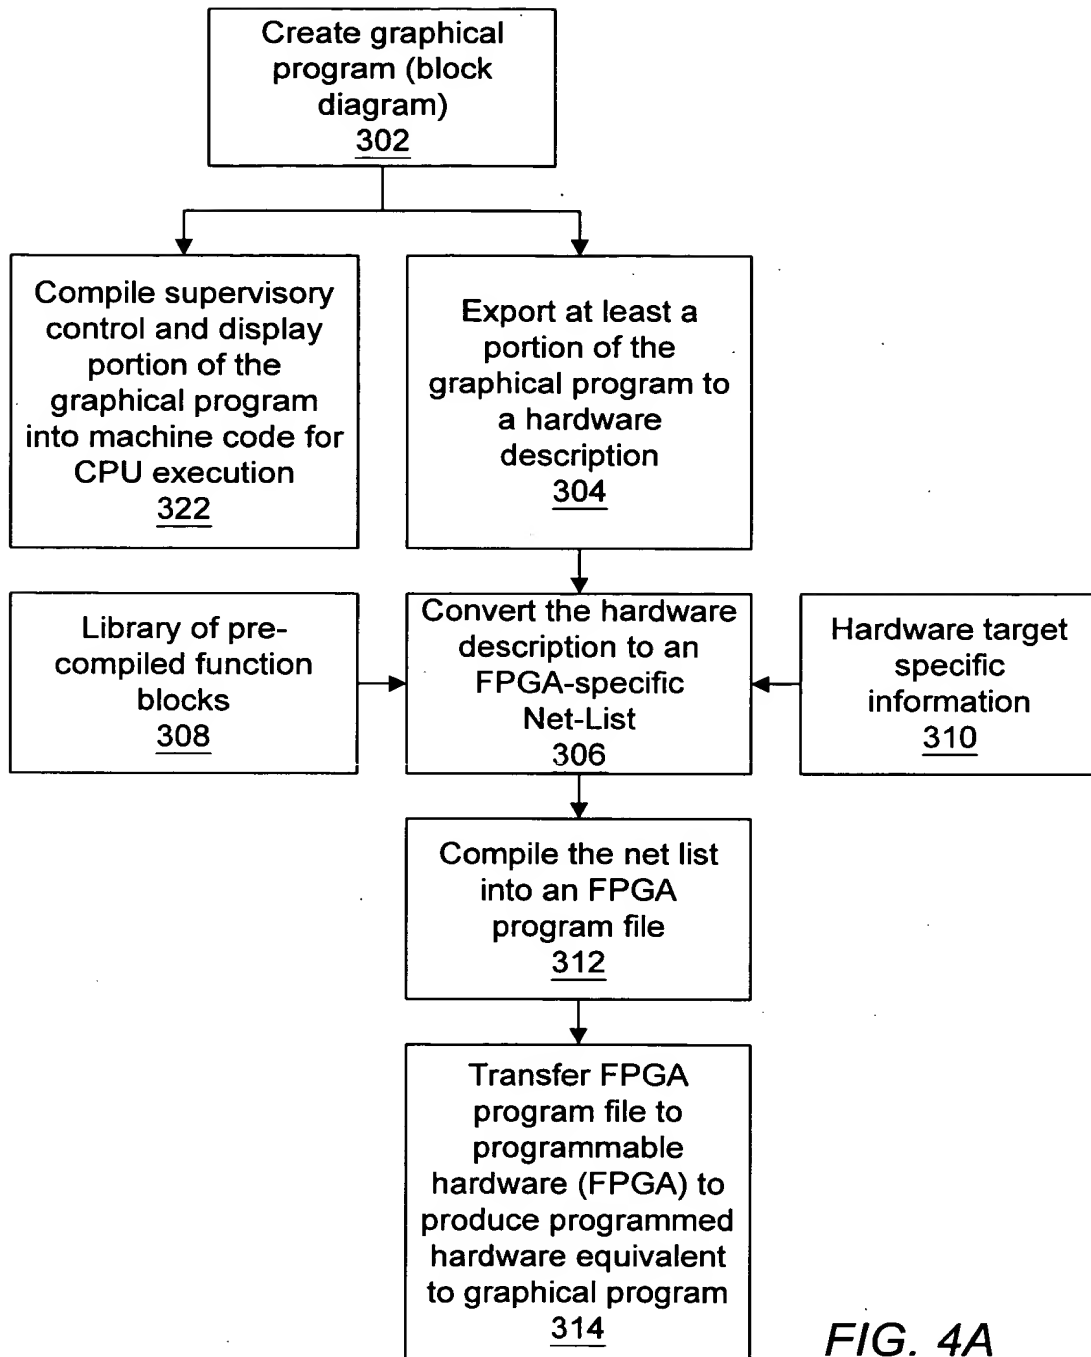 Create graphical
program (block
diagram)
302
Compile supervisory
control and display
portion of the
graphical program
into machine code for
CPU execution
322
Export at least a
portion of the
graphical program to
a hardware
description
304
Library of pre-
compiled function
blocks
308
Convert the hardware
description to an
FPGA-specific
Net-List
306
Hardware target
specific
information
310
Compile the net list
into an FPGA
program file
312
Transfer FPGA
program file to
programmable
hardware (FPGA) to
produce programmed
hardware equivalent
to graphical program
314
FIG. 4A